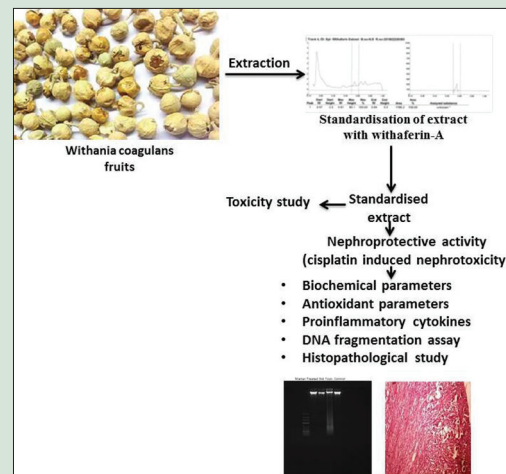 Extraction
Withania coagulans
fruits
Standardisation of extract
with withaferin-A
Toxicity study
Standardised
extract
Nephroprotective activity
(cisplatin induced nephrotoxicity
• Biochemical parameters
• Antioxidant parameters
• Proinflammatory cytokines
• DNA fragmentation assay
• Histopathological study